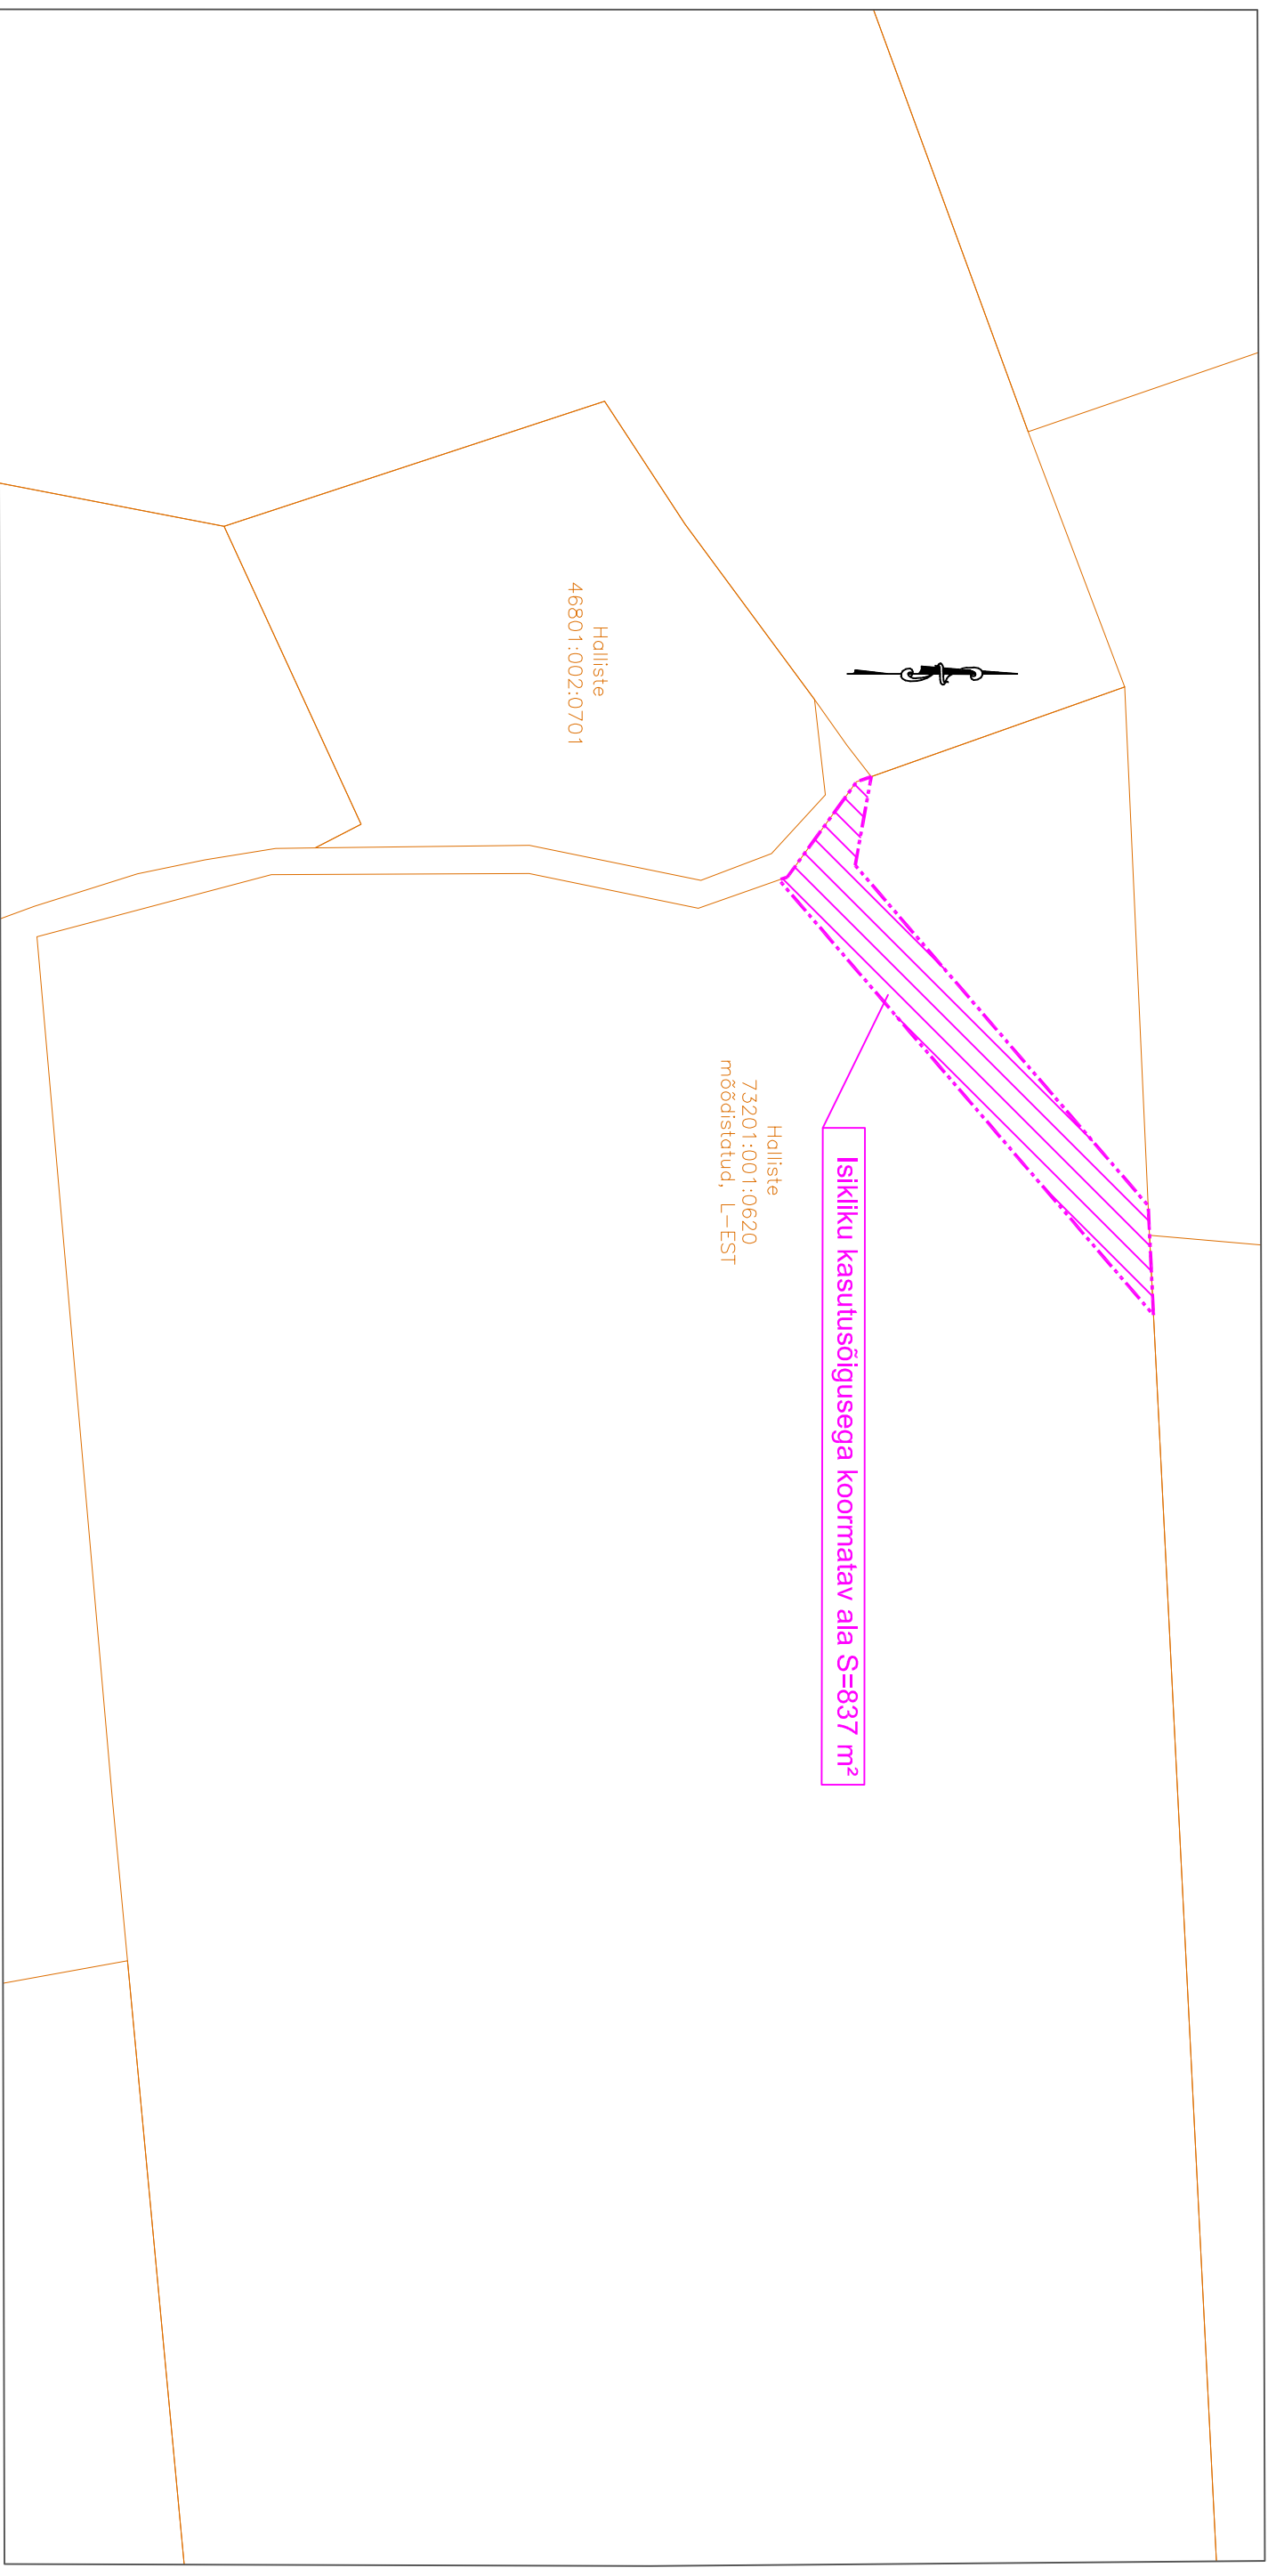 Halliste
46801:002:0701
Isikliku kasutusõigusega koormatav ala S=837 m²
Halliste
73201:001:0620
mõõdistatud, L-EST